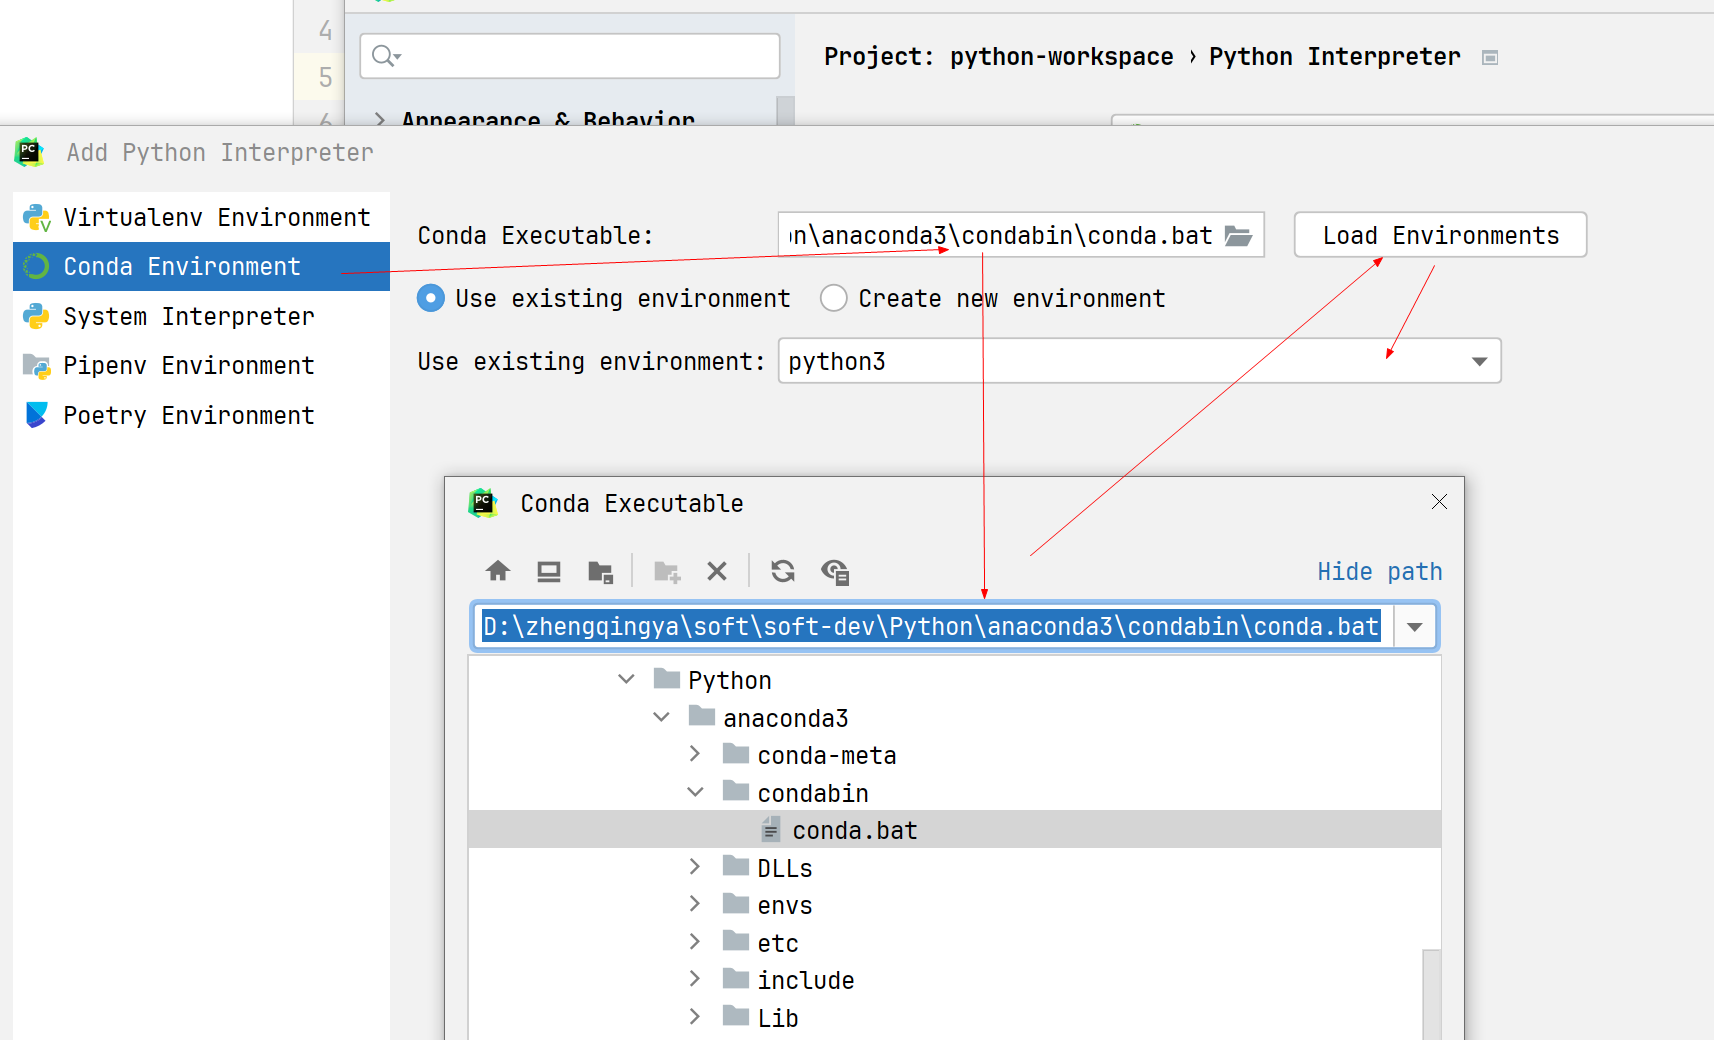 4
5
6
Project: python-workspace › Python Interpreter
Appearance & Behavior
PC
Add Python Interpreter
Virtualenv Environment
Conda Environment
System Interpreter
Pipenv Environment
Poetry Environment
Conda Executable:
n\anaconda3\condabin\conda.bat
Load Environments
Use existing environment
Create new environment
Use existing environment:
python3
PC
Conda Executable
Hide path
D:\zhengqingya\soft\soft-dev\Python\anaconda3\condabin\conda.bat
Python
anaconda3
conda-meta
condabin
conda.bat
DLLs
envs
etc
include
Lib